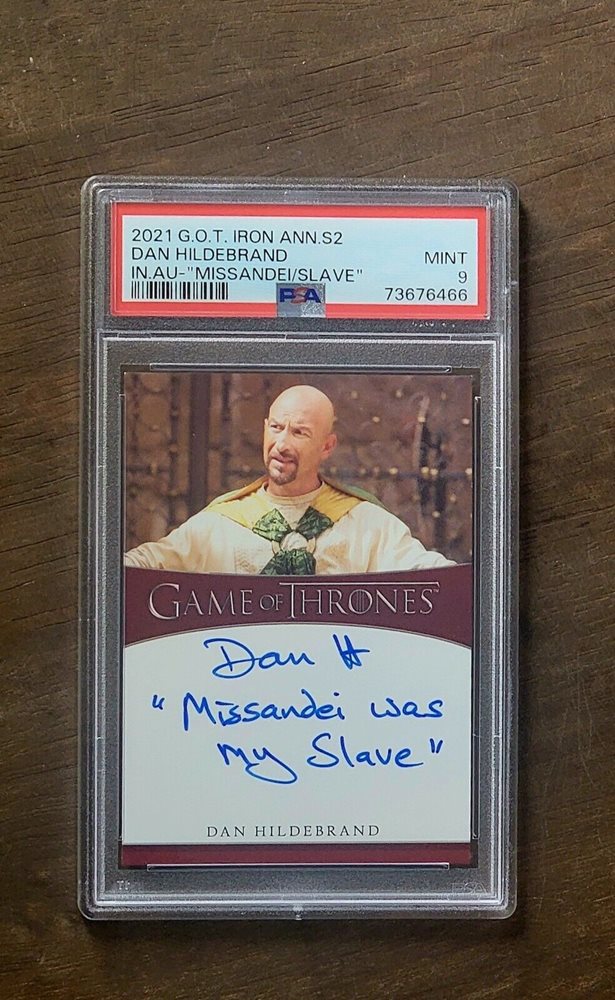 2021 G.O.T. IRON ANN.S2
DAN HILDEBRAND MINT
IN.AU-"MISSANDEI/SLAVE" 9
PSA 73676466
GAME OF THRONES™
Dan H
"Missandei was
my Slave"
DAN HILDEBRAND